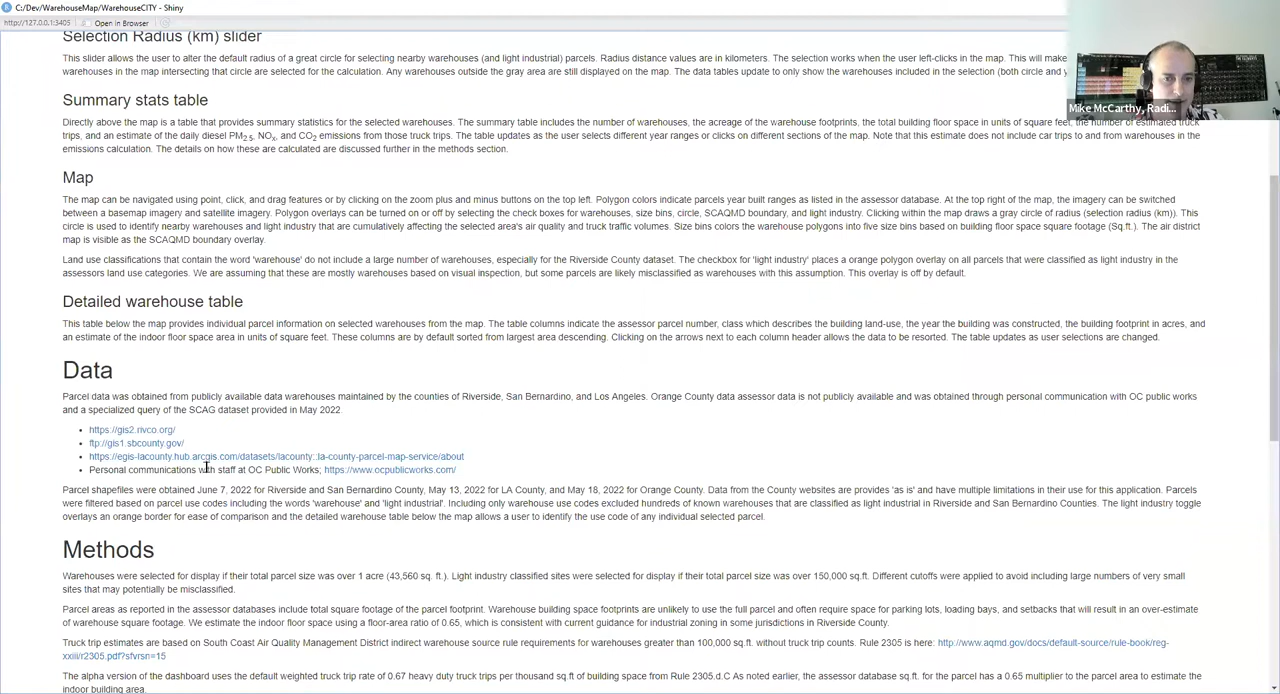 C:/Dev/WarehouseMap/WarehouseCITY - Shiny
http://127.0.0.1:3405
Open in Browser
Selection Radius (km) slider
This slider allows the user to alter the default radius of a great circle for selecting nearby warehouses (and light industrial) parcels. Radius distance values are in kilometers. The selection works when the user left-clicks in the map. This will make
warehouses in the map intersecting that circle are selected for the calculation. Any warehouses outside the gray area are still displayed on the map. The data tables update to only show the warehouses included in the selection (both circle and y
Mike McCarthy, Radi...
Summary stats table
Directly above the map is a table that provides summary statistics for the selected warehouses. The summary table includes the number of warehouses, the acreage of the warehouse footprints, the total building floor space in units of square feet, the number of estimated truck
trips, and an estimate of the daily diesel PM2.5, NOx, and CO2 emissions from those truck trips. The table updates as the user selects different year ranges or clicks on different sections of the map. Note that this estimate does not include car trips to and from warehouses in the
emissions calculation. The details on how these are calculated are discussed further in the methods section.
Map
The map can be navigated using point, click, and drag features or by clicking on the zoom plus and minus buttons on the top left. Polygon colors indicate parcels year built ranges as listed in the assessor database. At the top right of the map, the imagery can be switched
between a basemap imagery and satellite imagery. Polygon overlays can be turned on or off by selecting the check boxes for warehouses, size bins, circle, SCAQMD boundary, and light industry. Clicking within the map draws a gray circle of radius (selection radius (km)). This
circle is used to identify nearby warehouses and light industry that are cumulatively affecting the selected area's air quality and truck traffic volumes. Size bins colors the warehouse polygons into five size bins based on building floor space square footage (Sq.ft.). The air district
map is visible as the SCAQMD boundary overlay.
Land use classifications that contain the word 'warehouse' do not include a large number of warehouses, especially for the Riverside County dataset. The checkbox for 'light industry' places a orange polygon overlay on all parcels that were classified as light industry in the
assessors land use categories. We are assuming that these are mostly warehouses based on visual inspection, but some parcels are likely misclassified as warehouses with this assumption. This overlay is off by default.
Detailed warehouse table
This table below the map provides individual parcel information on selected warehouses from the map. The table columns indicate the assessor parcel number, class which describes the building land-use, the year the building was constructed, the building footprint in acres, and
an estimate of the indoor floor space area in units of square feet. These columns are by default sorted from largest area descending. Clicking on the arrows next to each column header allows the data to be resorted. The table updates as user selections are changed.
Data
Parcel data was obtained from publicly available data warehouses maintained by the counties of Riverside, San Bernardino, and Los Angeles. Orange County data assessor data is not publicly available and was obtained through personal communication with OC public works
and a specialized query of the SCAG dataset provided in May 2022
• https://gis2.rivco.org/
• ftp://gis1.sbcounty.gov/
• https://egis-lacounty.hub.arcgis.com/datasets/lacounty::la-county-parcel-map-service/about
• Personal communications with staff at OC Public Works; https://www.ocpublicworks.com/
Parcel shapefiles were obtained June 7, 2022 for Riverside and San Bernardino County, May 13, 2022 for LA County, and May 18, 2022 for Orange County. Data from the County websites are provides 'as is' and have multiple limitations in their use for this application. Parcels
were filtered based on parcel use codes including the words 'warehouse' and 'light industrial'. Including only warehouse use codes excluded hundreds of known warehouses that are classified as light industrial in Riverside and San Bernardino Counties. The light industry toggle
overlays an orange border for ease of comparison and the detailed warehouse table below the map allows a user to identify the use code of any individual selected parcel.
Methods
Warehouses were selected for display if their total parcel size was over 1 acre (43,560 sq. ft.). Light industry classified sites were selected for display if their total parcel size was over 150,000 sq.ft. Different cutoffs were applied to avoid including large numbers of very small
sites that may potentially be misclassified.
Parcel areas as reported in the assessor databases include total square footage of the parcel footprint. Warehouse building space footprints are unlikely to use the full parcel and often require space for parking lots, loading bays, and setbacks that will result in an over-estimate
of warehouse square footage. We estimate the indoor floor space using a floor-area ratio of 0.65, which is consistent with current guidance for industrial zoning in some jurisdictions in Riverside County.
Truck trip estimates are based on South Coast Air Quality Management District indirect warehouse source rule requirements for warehouses greater than 100,000 sq.ft. without truck trip counts. Rule 2305 is here: http://www.aqmd.gov/docs/default-source/rule-book/reg-
xxiii/r2305.pdf?sfvrsn=15
The alpha version of the dashboard uses the default weighted truck trip rate of 0.67 heavy duty truck trips per thousand sq.ft of building space from Rule 2305.d.C As noted earlier, the assessor database sq.ft. for the parcel has a 0.65 multiplier to the parcel area to estimate the
indoor building area.